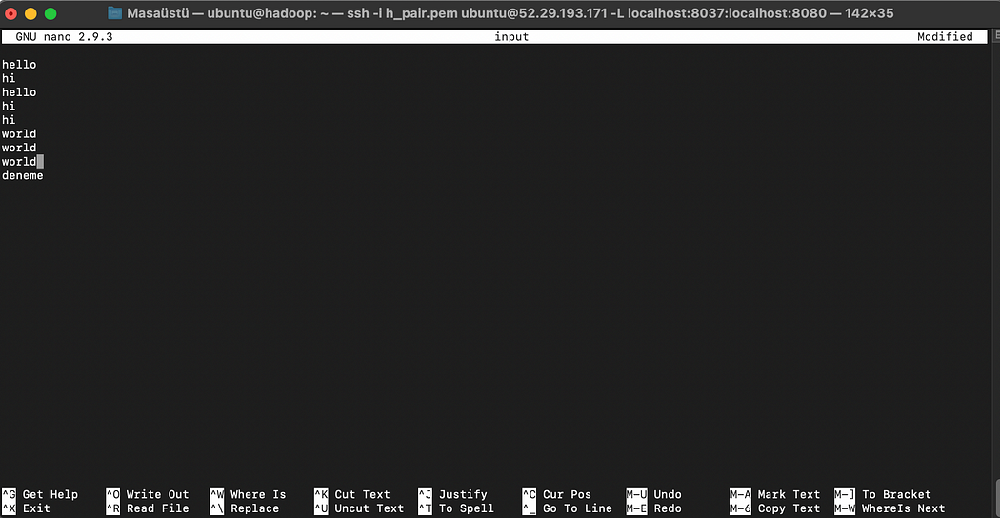 Masaüstü — ubuntu@hadoop: ~ — ssh -i h_pair.pem ubuntu@52.29.193.171 -L localhost:8037:localhost:8080 — 142×35
GNU nano 2.9.3 input Modified
hello
hi
hello
hi
hi
world
world
world
deneme
^G Get Help ^O Write Out ^W Where Is ^K Cut Text ^J Justify ^C Cur Pos M-U Undo M-A Mark Text M-] To Bracket
^X Exit ^R Read File ^\ Replace ^U Uncut Text ^T To Spell ^_ Go To Line M-E Redo M-6 Copy Text M-W WhereIs Next